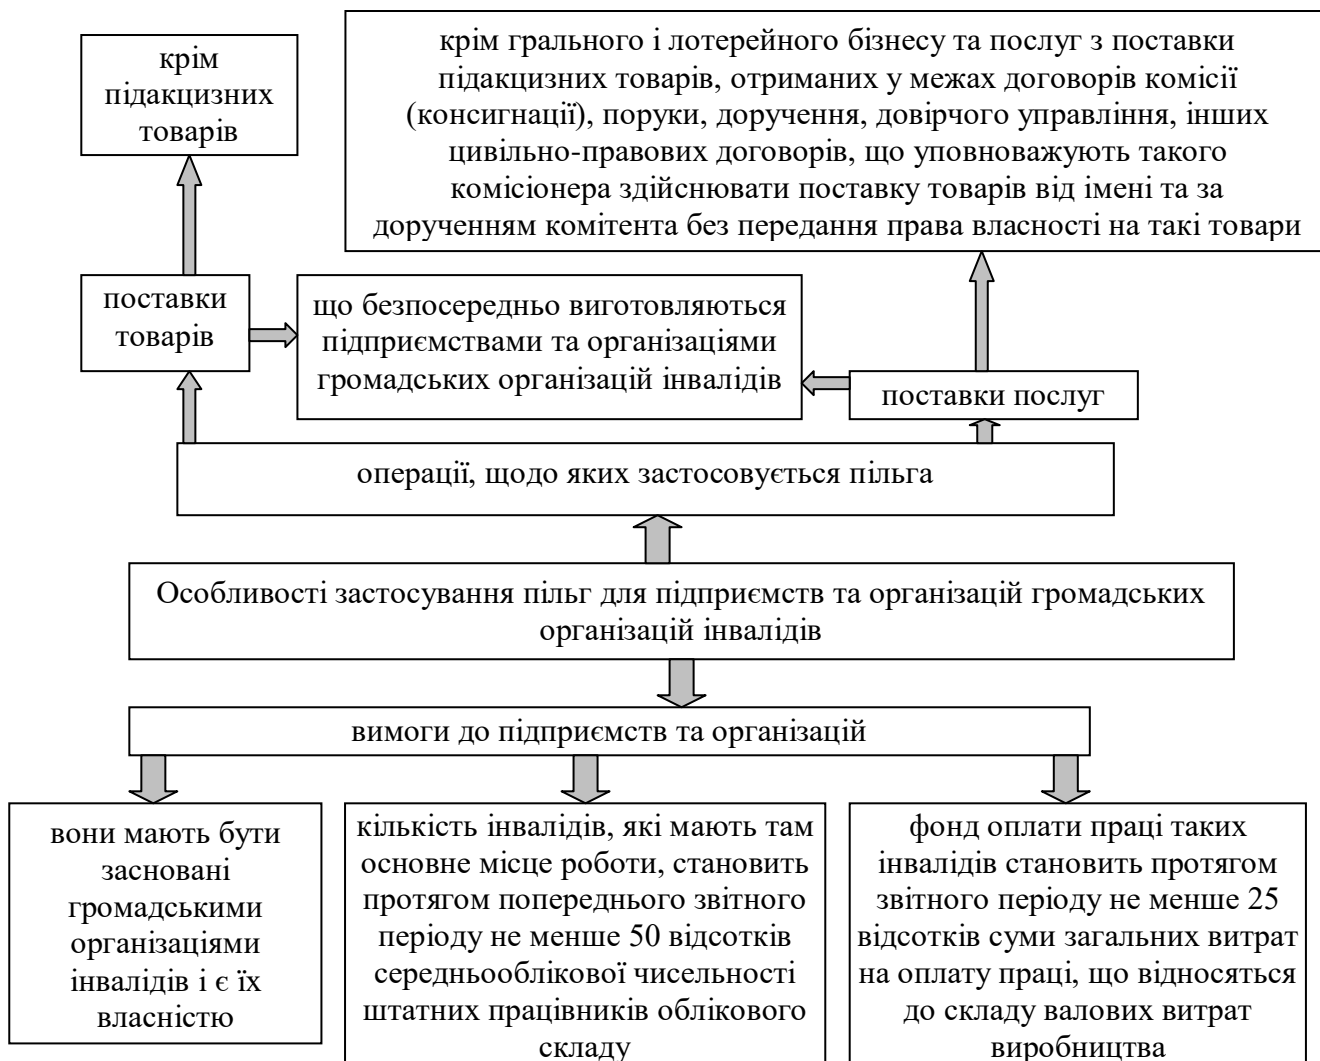 крім
підакцизних
товарів
крім грального і лотерейного бізнесу та послуг з поставки
підакцизних товарів, отриманих у межах договорів комісії
(консигнації), поруки, доручення, довірчого управління, інших
цивільно-правових договорів, що уповноважують такого
комісіонера здійснювати поставку товарів від імені та за
дорученням комітента без передання права власності на такі товари
поставки
товарів
що безпосередньо виготовляються
підприємствами та організаціями
громадських організацій інвалідів
поставки послуг
операції, щодо яких застосовується пільга
Особливості застосування пільг для підприємств та організацій громадських
організацій інвалідів
вимоги до підприємств та організацій
вони мають бути
засновані
громадськими
організаціями
інвалідів і є їх
власністю
кількість інвалідів, які мають там
основне місце роботи, становить
протягом попереднього звітного
періоду не менше 50 відсотків
середньооблікової чисельності
штатних працівників облікового
складу
фонд оплати праці таких
інвалідів становить протягом
звітного періоду не менше 25
відсотків суми загальних витрат
на оплату праці, що відносяться
до складу валових витрат
виробництва